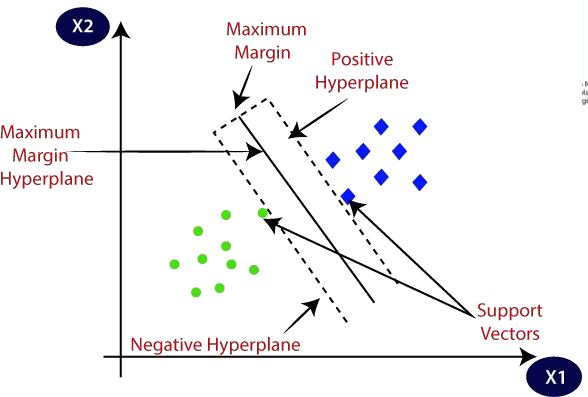 X2
Maximum
Margin
Positive
Hyperplane
Maximum
Margin
Hyperplane
Support
Vectors
Negative Hyperplane
X1